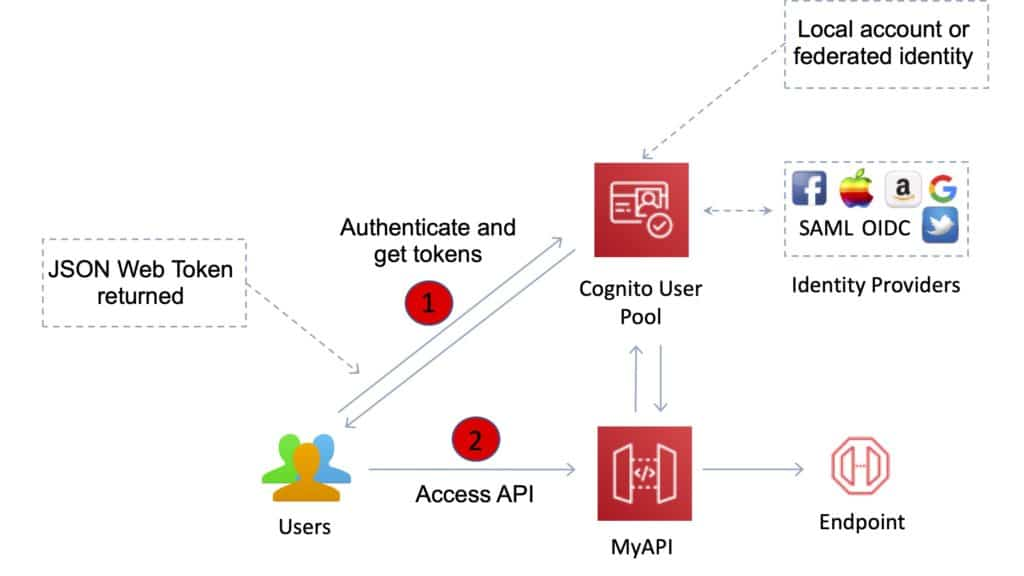 Local account or
federated identity
Authenticate and
get tokens
1
JSON Web Token
returned
a
G
SAML OIDC
Cognito User
Pool
Identity Providers
2
Access API
</>
Users
MyAPI
Endpoint